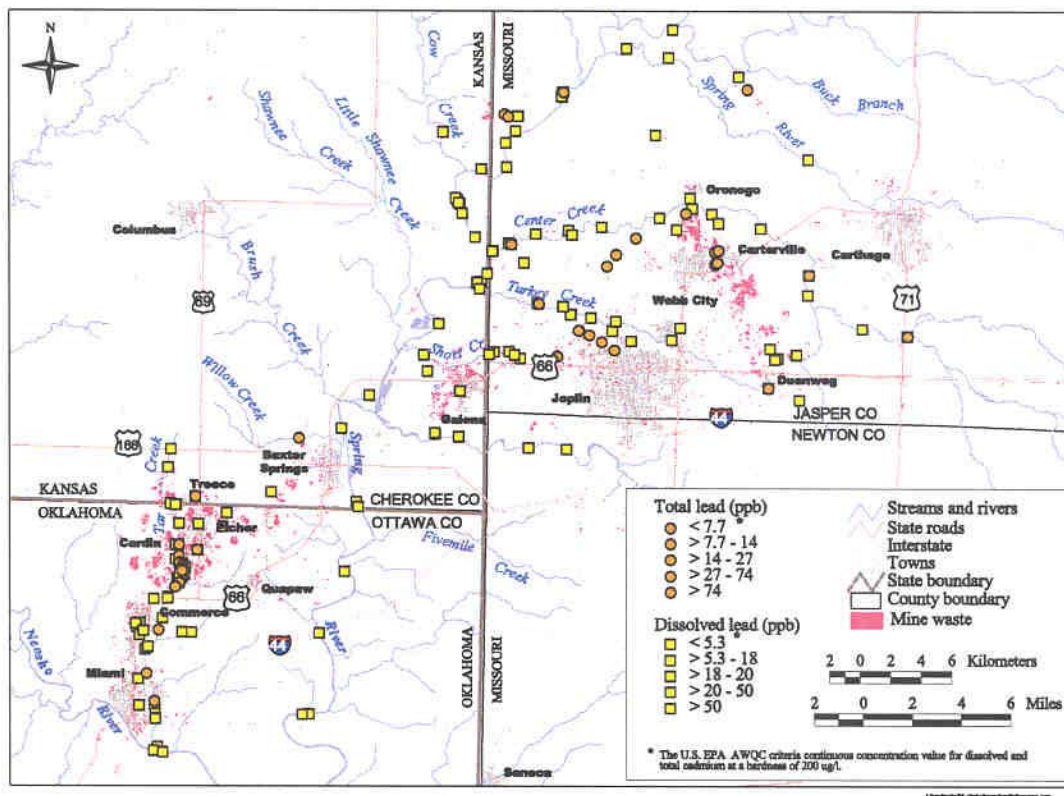 N
KANSAS
MISSOURI
Cow
Creek
Shawnee
Creek
Little Shawnee Creek
Spring
River
Buck
Branch
Oronogo
Columbus
Center Creek
Carterville
Carthage
Brush
Creek
69
Webb City
71
Turkey Creek
Willow Creek
Short Cr
66
Joplin
Duenweg
Galena
44
JASPER CO
NEWTON CO
166
Creek
Baxter
Springs
Spring
Treece
KANSAS
OKLAHOMA
CHEROKEE CO
OTTAWA CO
Tar
Picher
Cardin
Fivemile
Creek
Quapaw
66
Commerce
River
44
Neosho
River
Miami
OKLAHOMA
MISSOURI
Seneca
Total lead (ppb)
< 7.7 *
> 7.7 - 14
> 14 - 27
> 27 - 74
> 74
Dissolved lead (ppb)
< 5.3 *
> 5.3 - 18
> 18 - 20
> 20 - 50
> 50
Streams and rivers
State roads
Interstate
Towns
State boundary
County boundary
Mine waste
2 0 2 4 6 Kilometers
2 0 2 4 6 Miles
* The U.S. EPA AWQC criteria continuous concentration value for dissolved and
total cadmium at a hardness of 200 ug/l.